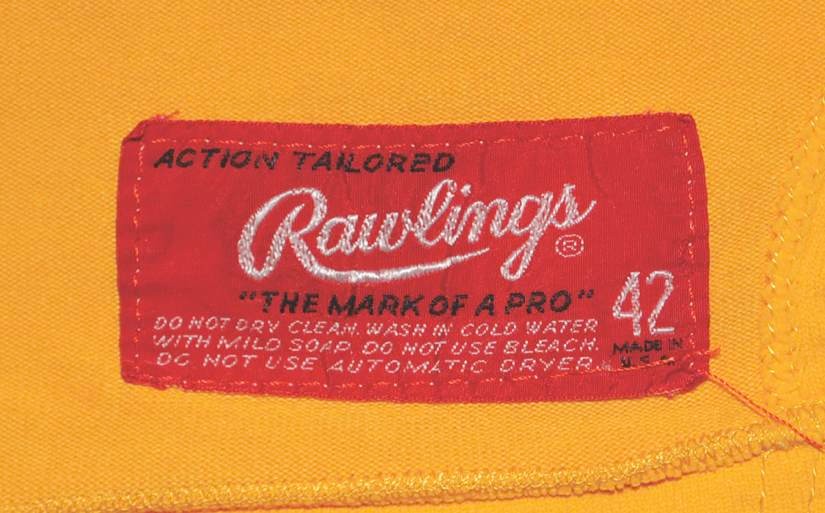 ACTION TAILORED
Rawlings®
"THE MARK OF A PRO"
DO NOT DRY CLEAN. WASH IN COLD WATER
WITH MILD SOAP. DO NOT USE BLEACH.
DO NOT USE AUTOMATIC DRYER.
42
MADE IN
U.S.A.